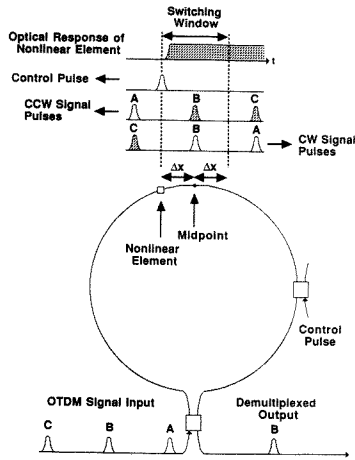 Switching
Window
Optical Response of
Nonlinear Element
t
Control Pulse
A B C
CCW Signal
Pulses
C B A
CW Signal
Pulses
Δx Δx
Midpoint
Nonlinear
Element
Control
Pulse
OTDM Signal Input
Demultiplexed
Output
C B A B